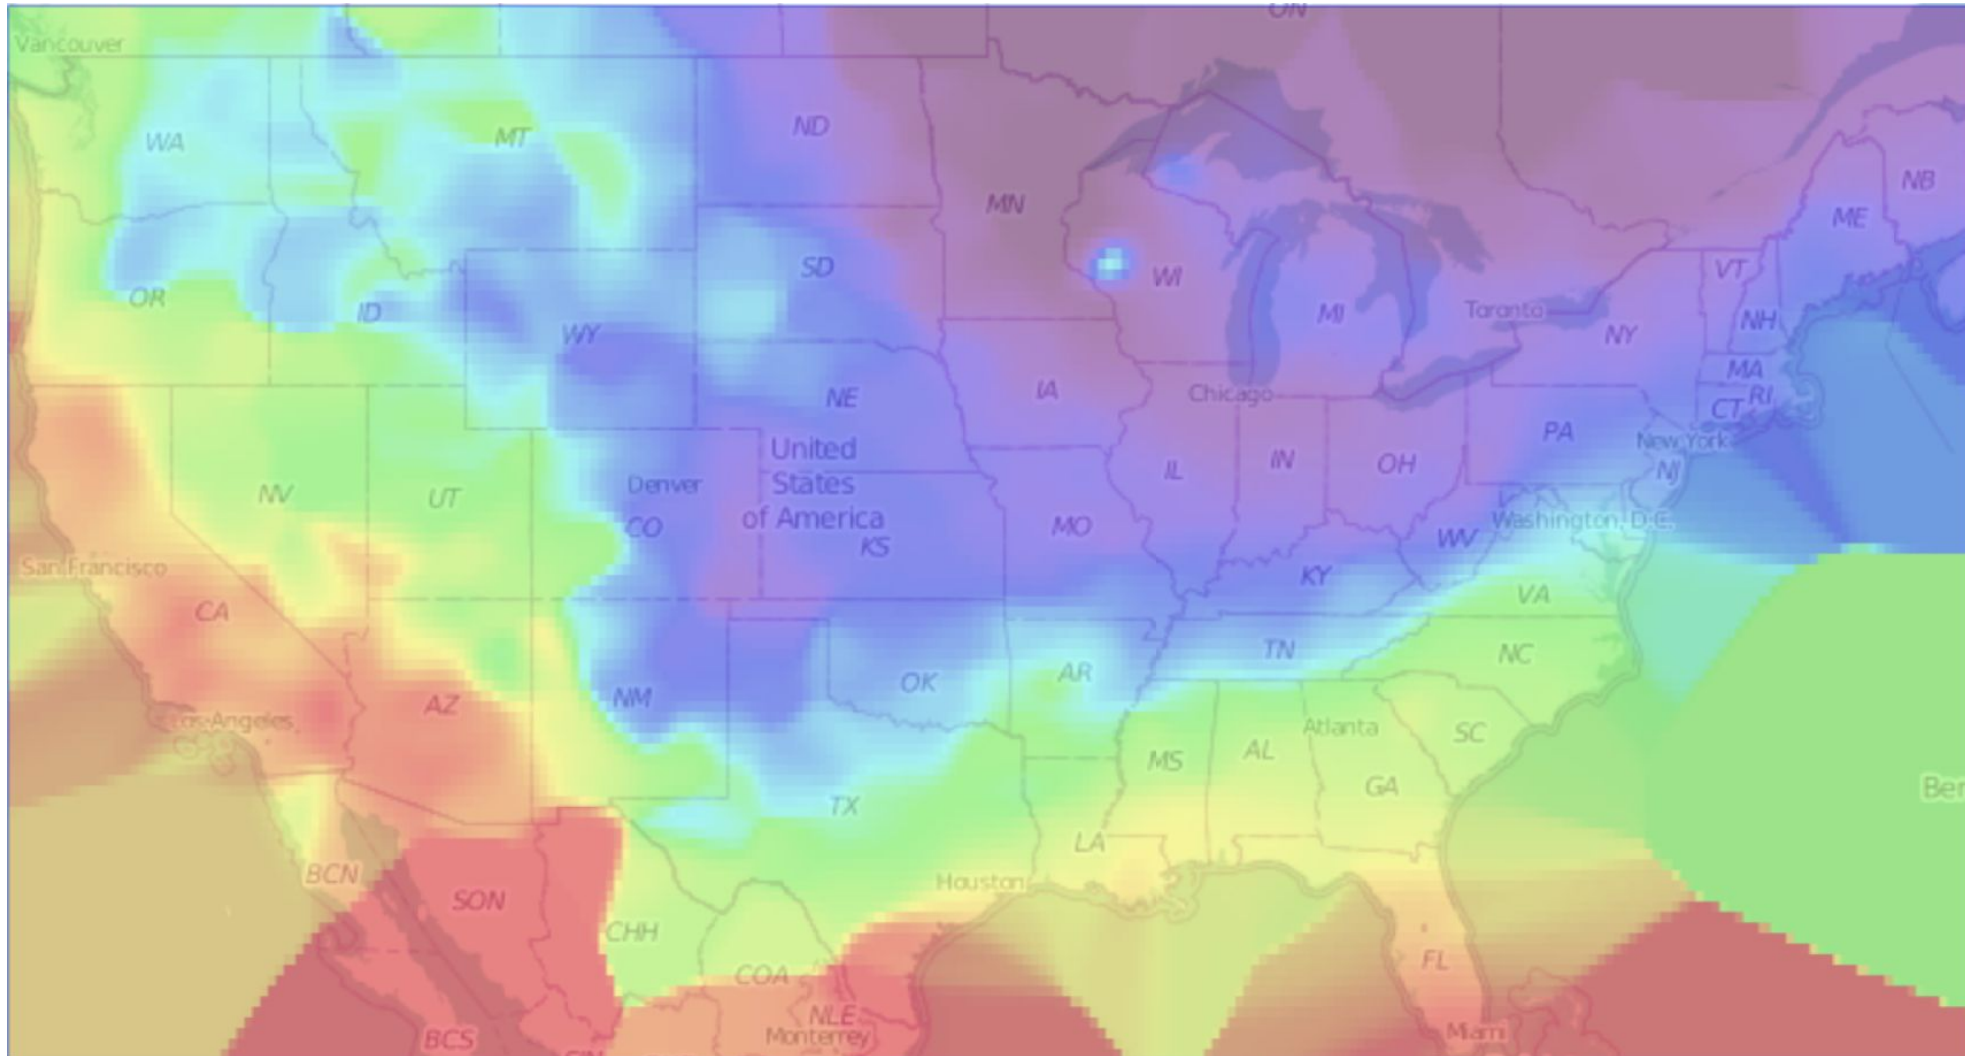 ON
Vancouver
WA
MT
ND
MN
NB
ME
OR
ID
WY
SD
WI
MI
Toronto
NY
VT
NH
NE
IA
Chicago
MA
RI
CT
PA
New York
NJ
NV
UT
Denver
CO
United
States
of America
KS
MO
IL
IN
OH
WV
Washington, D.C.
San Francisco
CA
KY
VA
AZ
NM
OK
AR
TN
NC
Los Angeles
TX
MS
AL
Atlanta
SC
GA
Ber
BCN
SON
CHH
COA
Houston
LA
FL
NLE
Monterrey
BCS
SIN
Miami